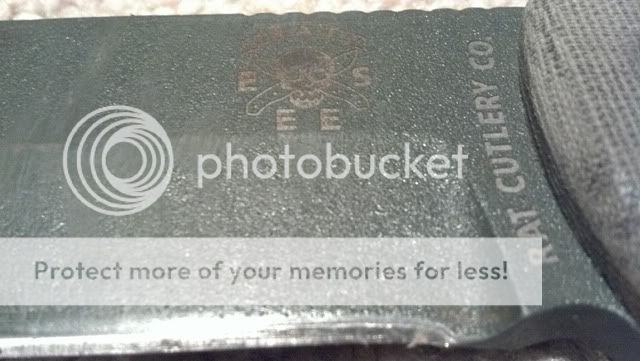 E S
E E
RAT CUTLERY CO.
photobucket
Protect more of your memories for less!